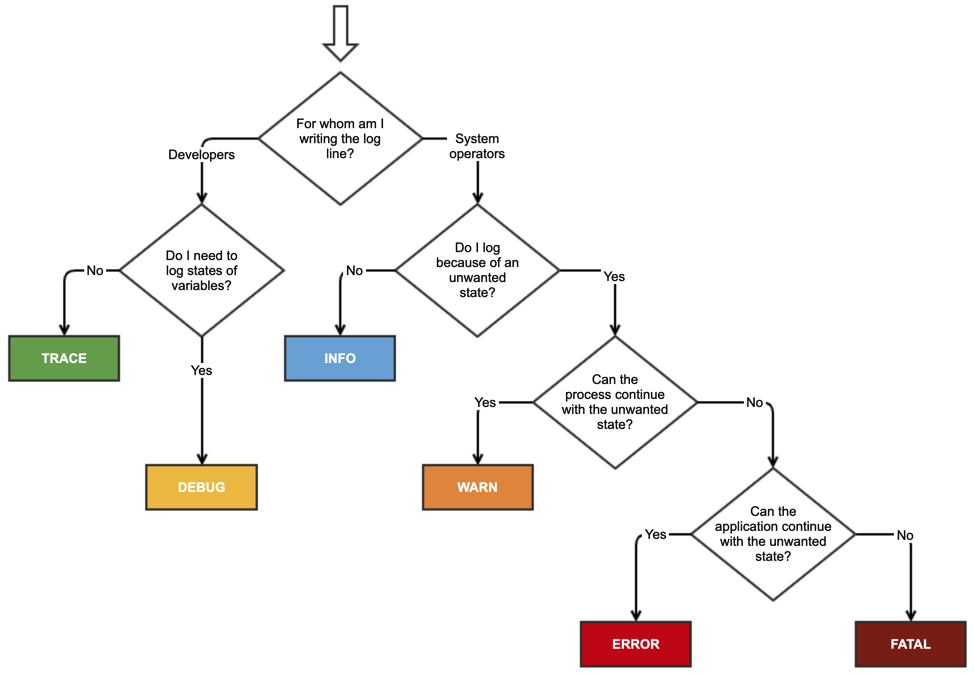 For whom am I
writing the log
line?
Developers
System
operators
Do I need to
log states of
variables?
Do I log
because of an
unwanted
state?
No
No
Yes
TRACE
INFO
Yes
Can the
process continue
with the unwanted
state?
Yes
No
DEBUG
WARN
Can the
application continue
with the unwanted
state?
Yes
No
ERROR
FATAL